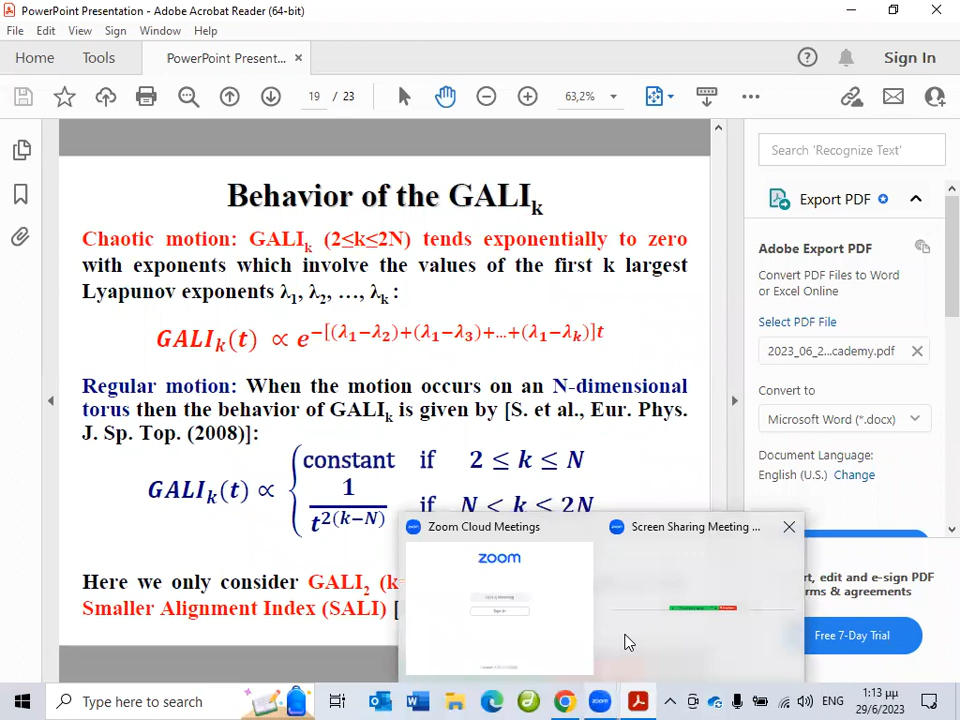 PowerPoint Presentation - Adobe Acrobat Reader (64-bit)
File Edit View Sign Window Help
Home Tools PowerPoint Present... × Sign In
19 / 23 63,2%
Search 'Recognize Text'
Behavior of the GALIk
Chaotic motion: GALIk (2≤k≤2N) tends exponentially to zero
with exponents which involve the values of the first k largest
Lyapunov exponents λ1, λ2, …, λk :
GALIk(t) ∝ e^−[(λ1−λ2)+(λ1−λ3)+...+(λ1−λk)]t
Regular motion: When the motion occurs on an N-dimensional
torus then the behavior of GALIk is given by [S. et al., Eur. Phys.
J. Sp. Top. (2008)]:
constant if 2 ≤ k ≤ N
GALIk(t) ∝
1
t^2(k−N) if N < k ≤ 2N
Here we only consider GALI2 (k=
Smaller Alignment Index (SALI) [
Export PDF
Adobe Export PDF
Convert PDF Files to Word
or Excel Online
Select PDF File
2023_06_2...cademy.pdf
Convert to
Microsoft Word (*.docx)
Document Language:
English (U.S.) Change
rt, edit and e-sign PDF
rms & agreements
Free 7-Day Trial
Zoom Cloud Meetings
zoom
Sign In
Screen Sharing Meeting ...
Type here to search
ENG
1:13 μμ
29/6/2023